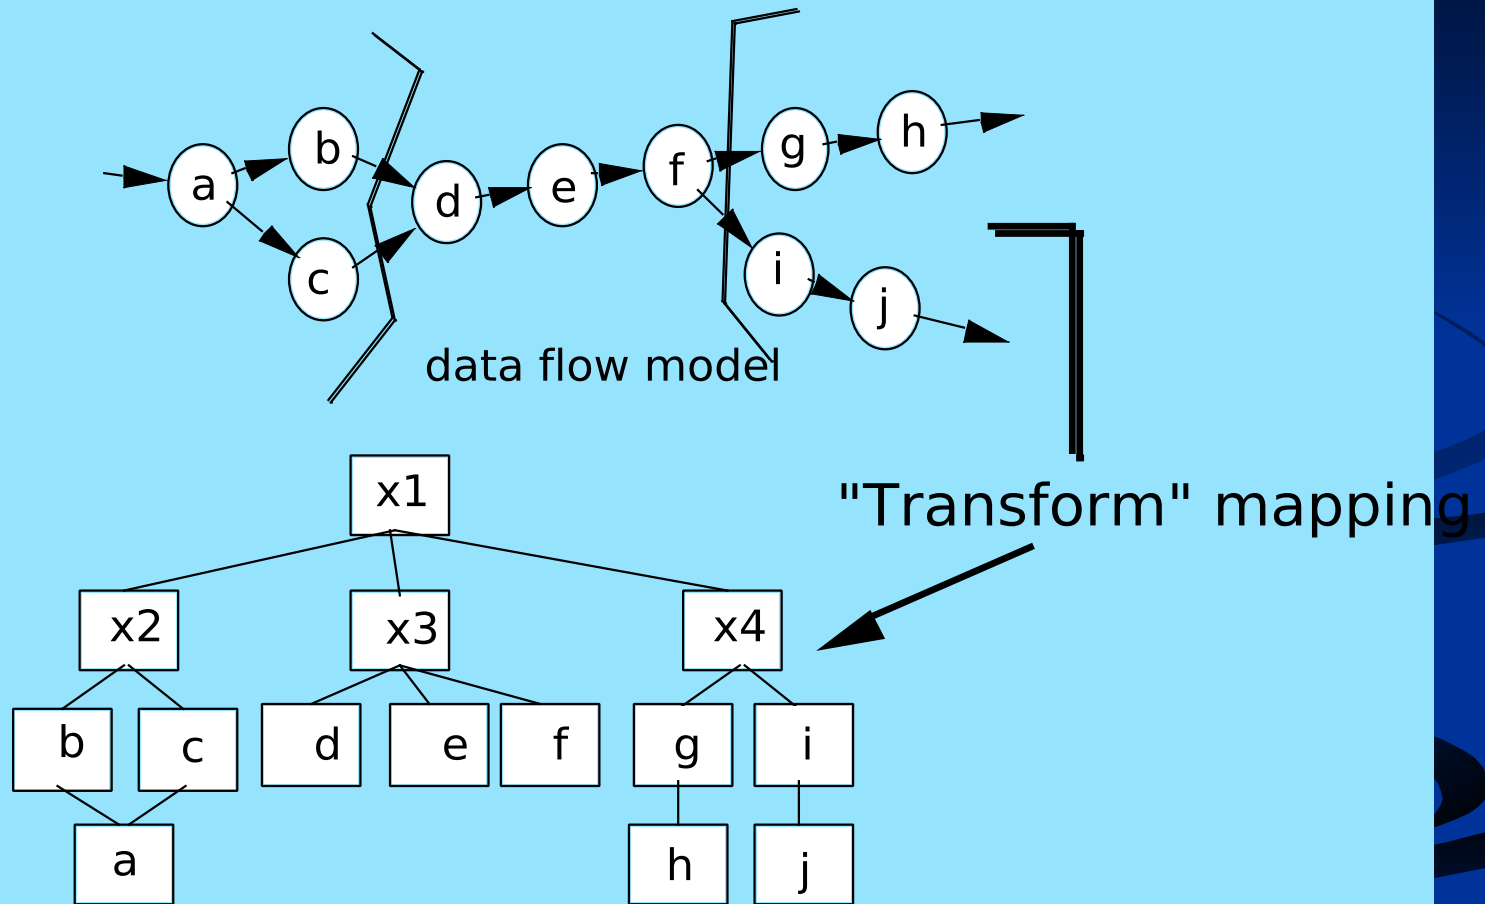 a
b
c
d
e
f
g
h
i
j
data flow model
"Transform" mapping
x1
x2
x3
x4
b
c
d
e
f
g
i
a
h
j